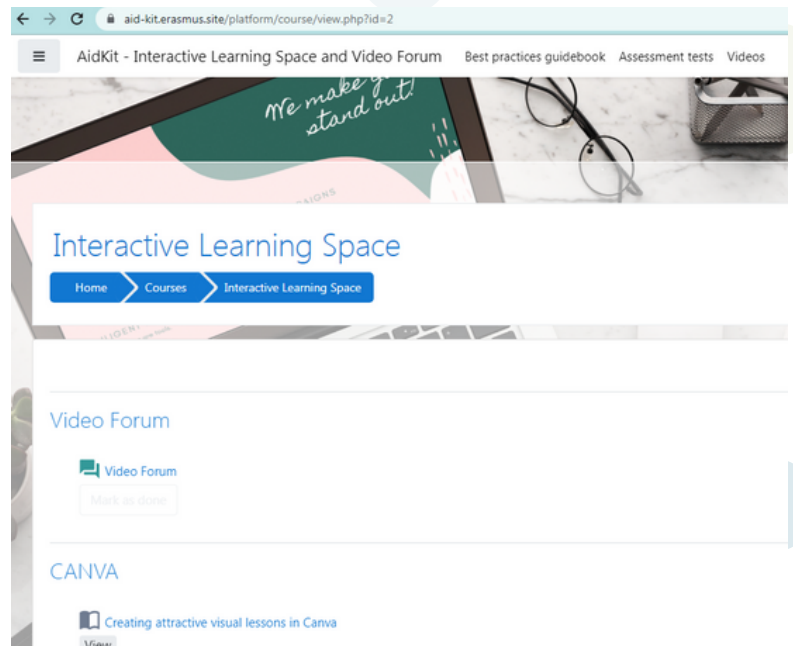 aid-kit.erasmus.site/platform/course/view.php?id=2
AidKit - Interactive Learning Space and Video Forum Best practices guidebook Assessment tests Videos
We make you
stand out!
Interactive Learning Space
Home Courses Interactive Learning Space
Video Forum
Video Forum
Mark as done
CANVA
Creating attractive visual lessons in Canva
View